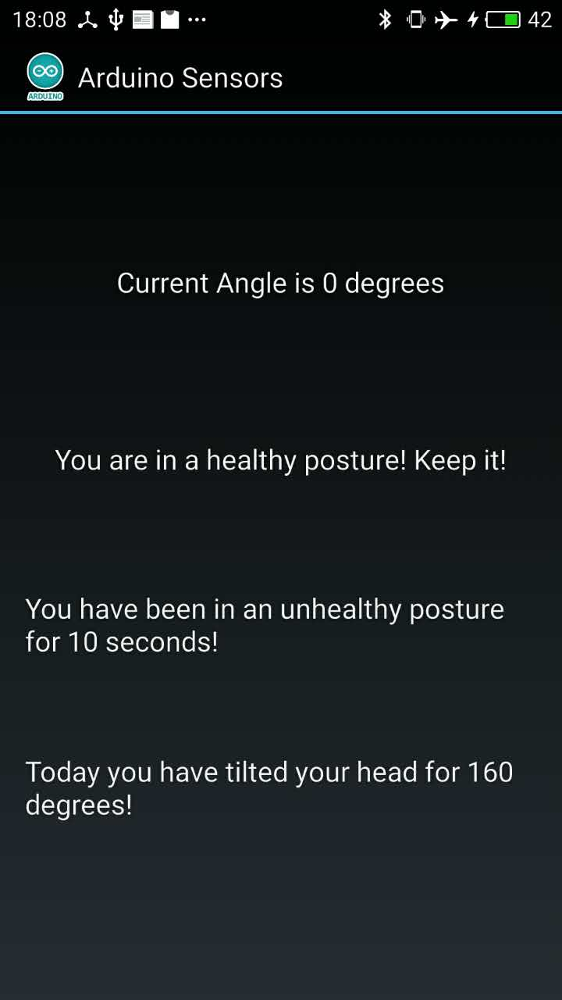 18:08 42
ARDUINO
Arduino Sensors
Current Angle is 0 degrees
You are in a healthy posture! Keep it!
You have been in an unhealthy posture
for 10 seconds!
Today you have tilted your head for 160
degrees!